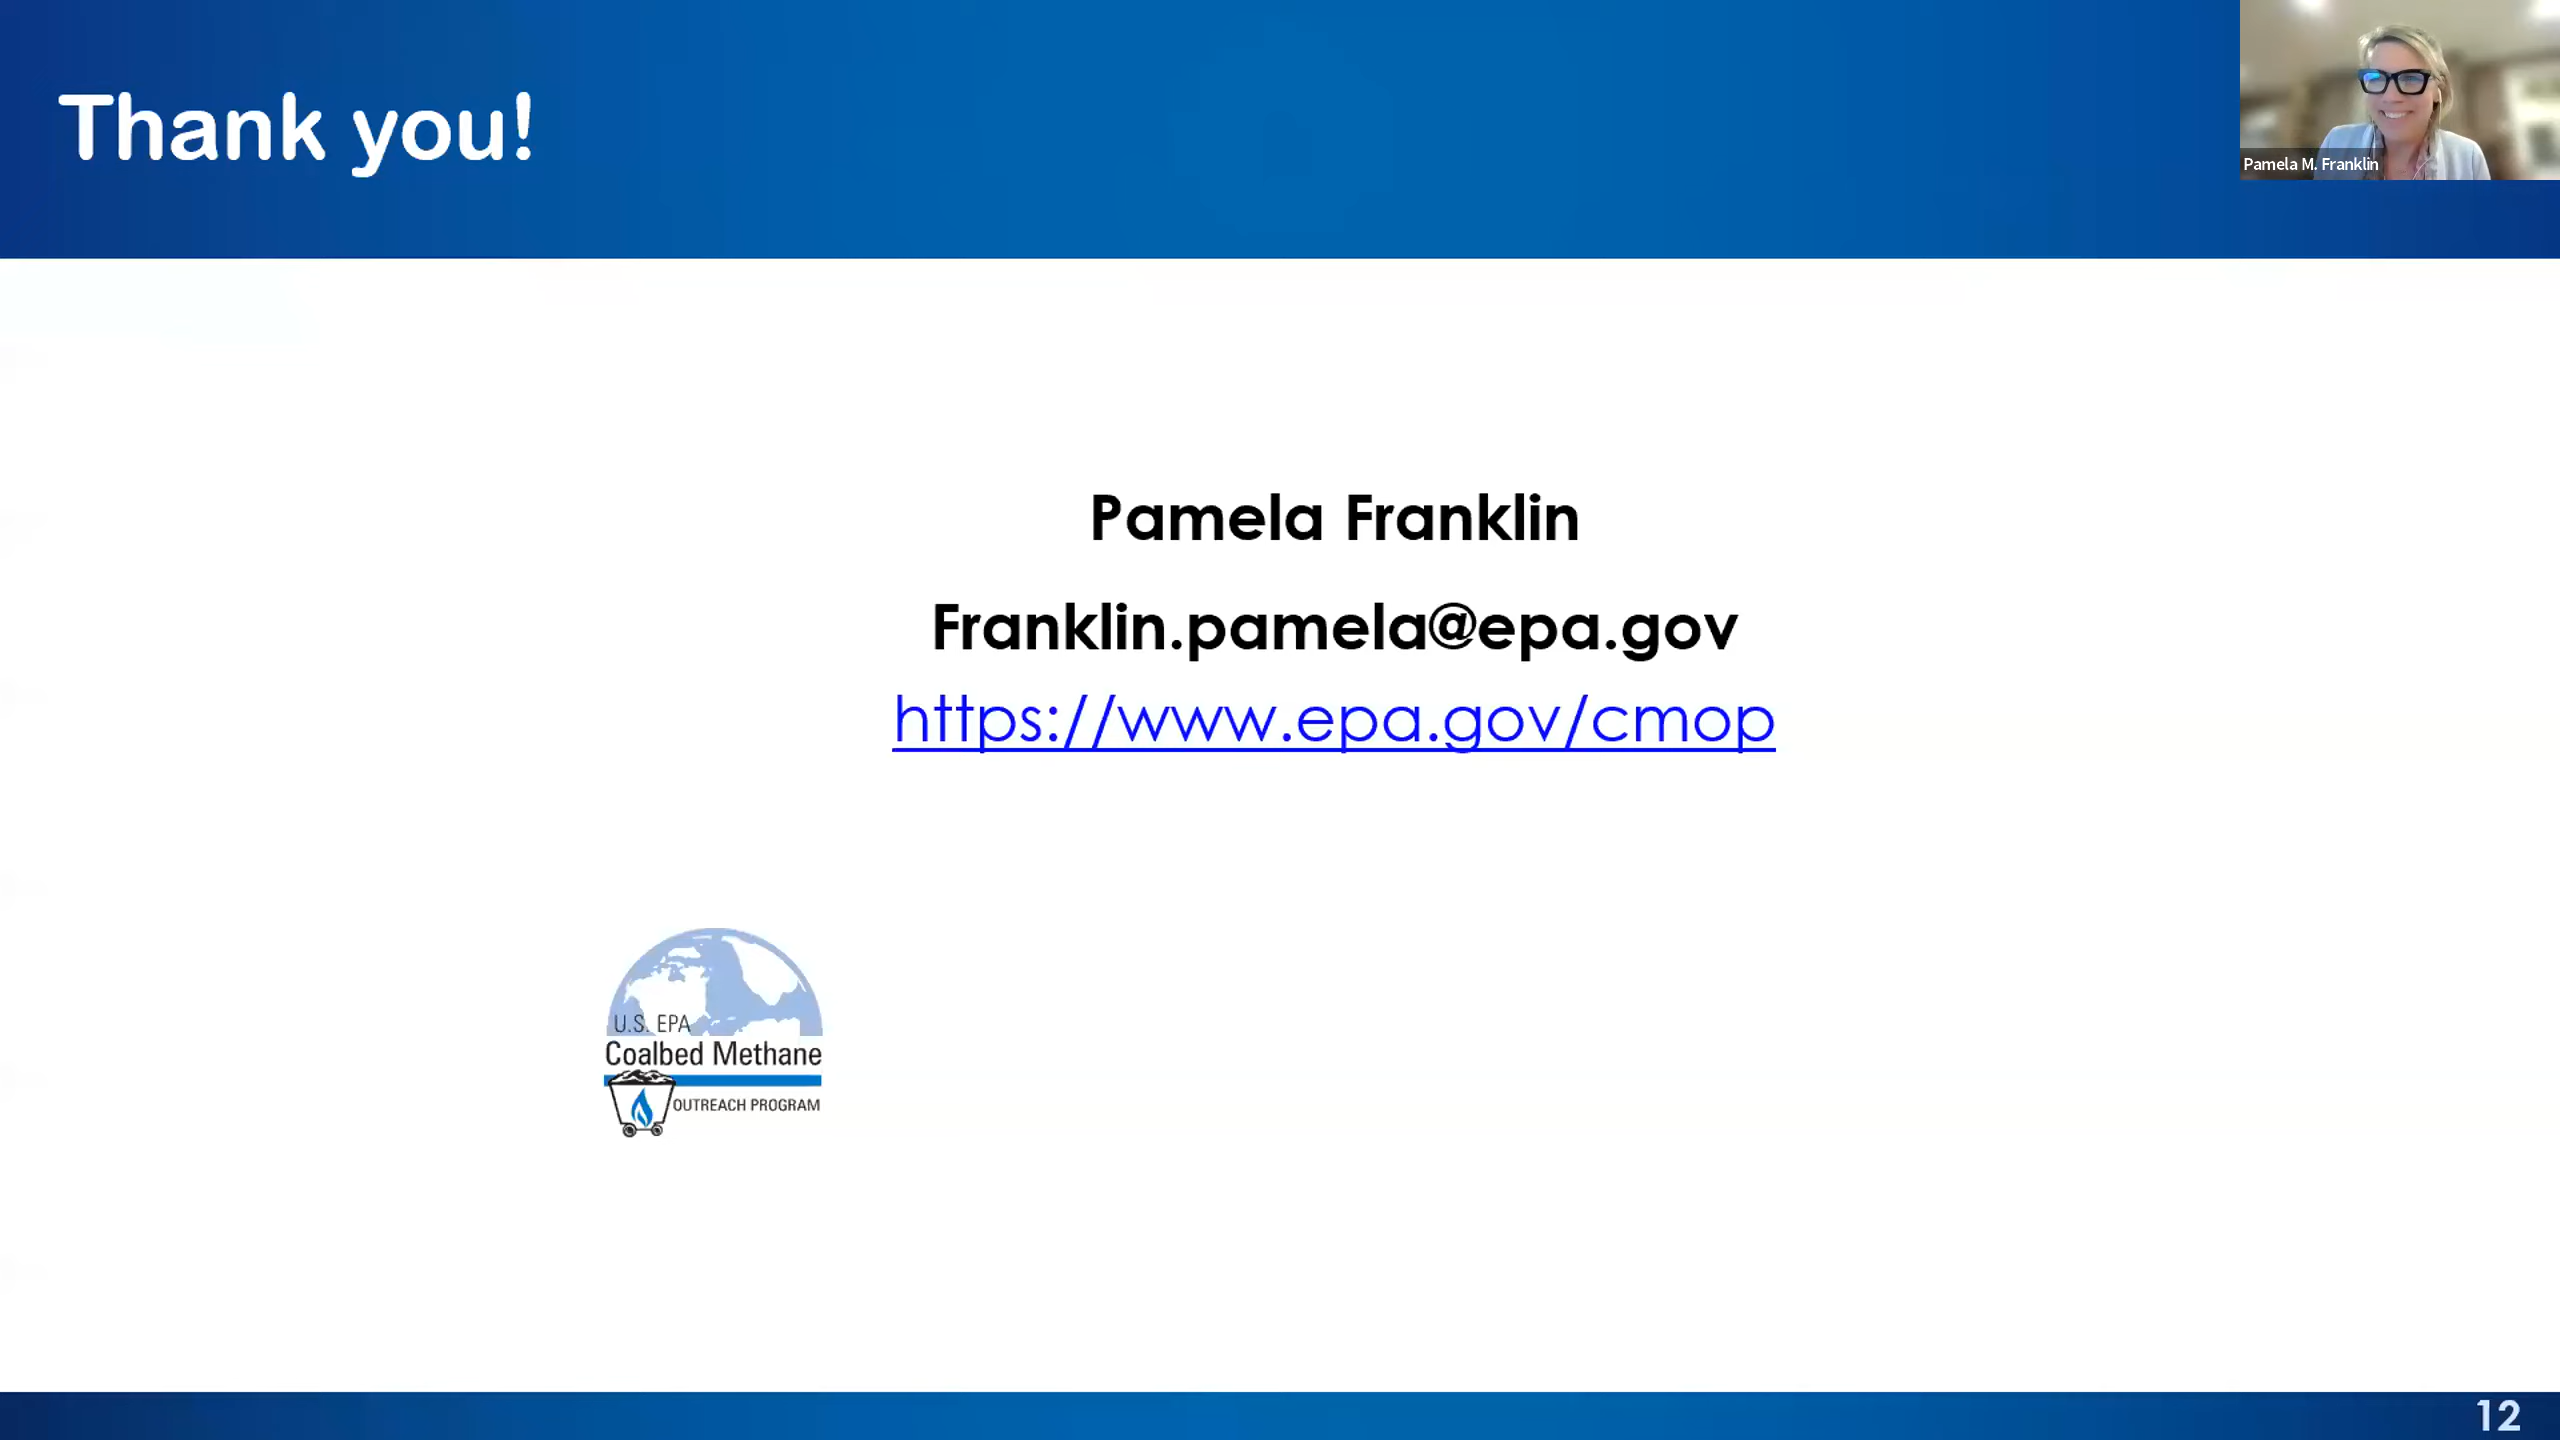 Thank you!
Pamela M. Franklin
Pamela Franklin
Franklin.pamela@epa.gov
https://www.epa.gov/cmop
U.S. EPA
Coalbed Methane
OUTREACH PROGRAM
12